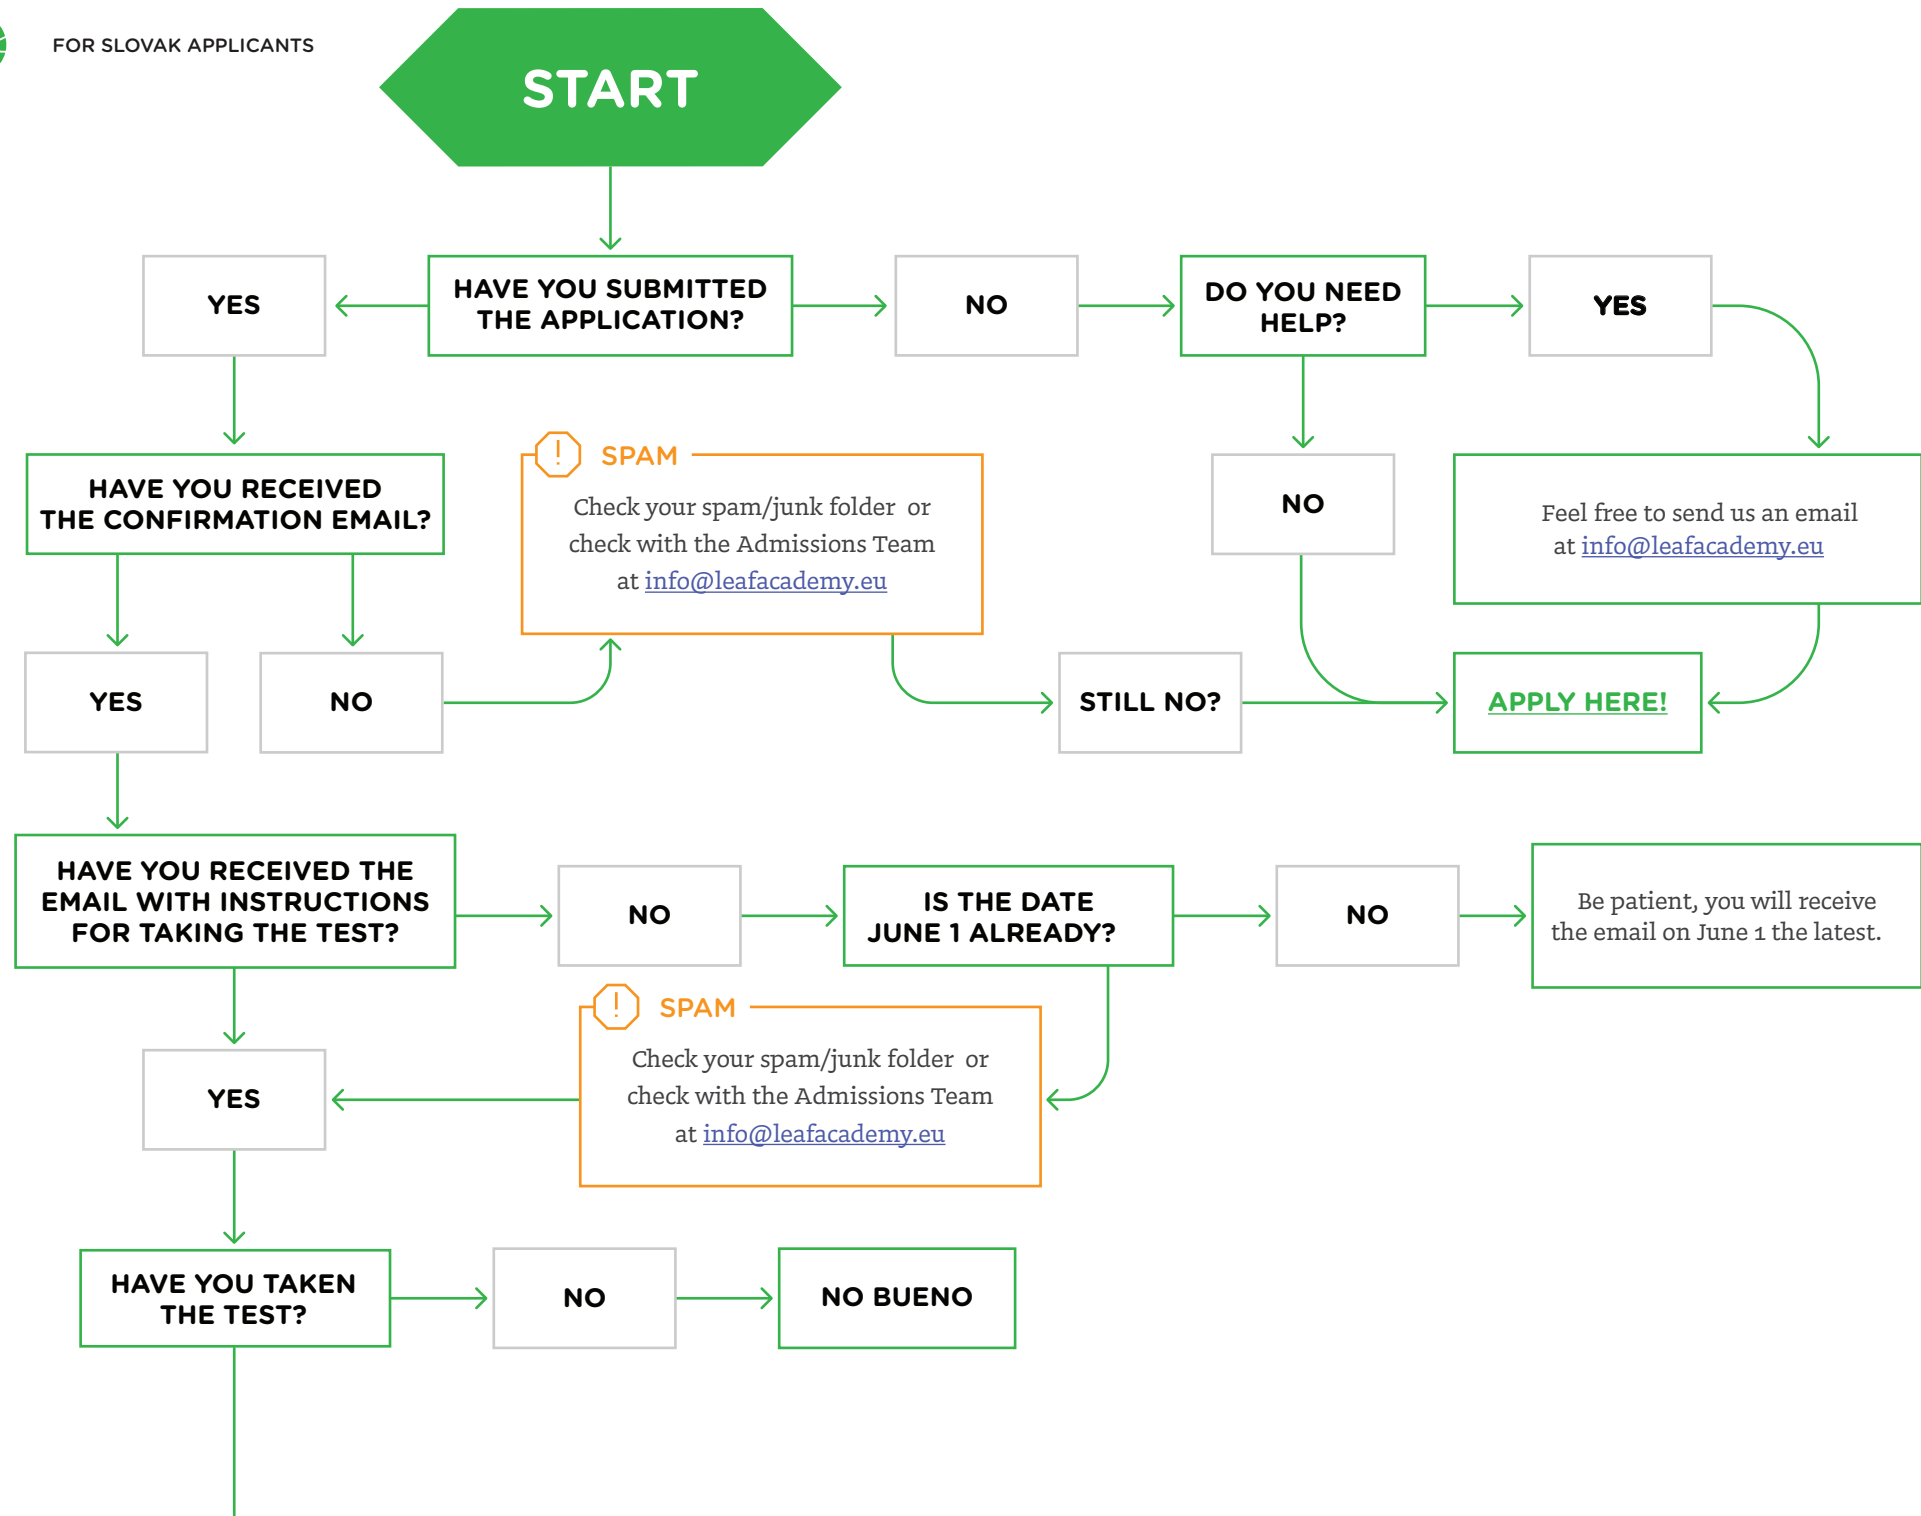 FOR SLOVAK APPLICANTS
START
YES
HAVE YOU SUBMITTED
THE APPLICATION?
NO
DO YOU NEED
HELP?
YES
HAVE YOU RECEIVED
THE CONFIRMATION EMAIL?
SPAM
Check your spam/junk folder or
check with the Admissions Team
at info@leafacademy.eu
NO
Feel free to send us an email
at info@leafacademy.eu
YES
NO
STILL NO?
APPLY HERE!
HAVE YOU RECEIVED THE
EMAIL WITH INSTRUCTIONS
FOR TAKING THE TEST?
NO
IS THE DATE
JUNE 1 ALREADY?
NO
Be patient, you will receive
the email on June 1 the latest.
SPAM
Check your spam/junk folder or
check with the Admissions Team
at info@leafacademy.eu
YES
HAVE YOU TAKEN
THE TEST?
NO
NO BUENO